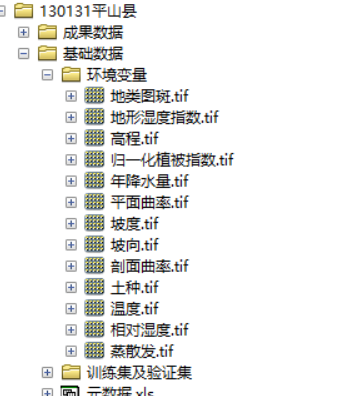 130131平山县
成果数据
基础数据
环境变量
地类图斑.tif
地形湿度指数.tif
高程.tif
归一化植被指数.tif
年降水量.tif
平面曲率.tif
坡度.tif
坡向.tif
剖面曲率.tif
土种.tif
温度.tif
相对湿度.tif
蒸散发.tif
训练集及验证集
元数据.xls